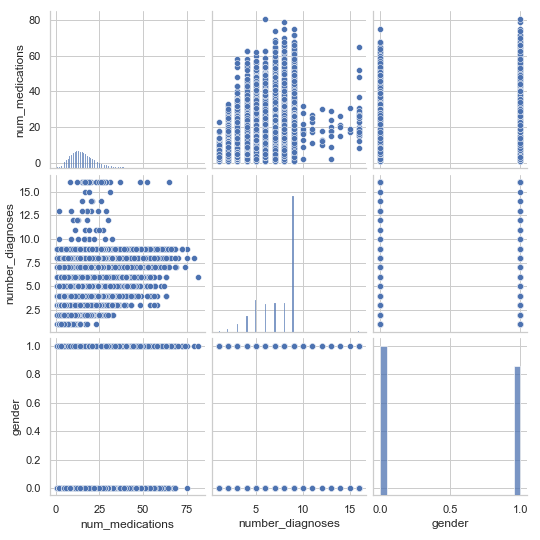 80
60
40
20
0
num_medications
15.0
12.5
10.0
7.5
5.0
2.5
number_diagnoses
1.0
0.8
0.6
0.4
0.2
0.0
gender
0 25 50 75
5 10 15
0.0 0.5 1.0
num_medications number_diagnoses gender